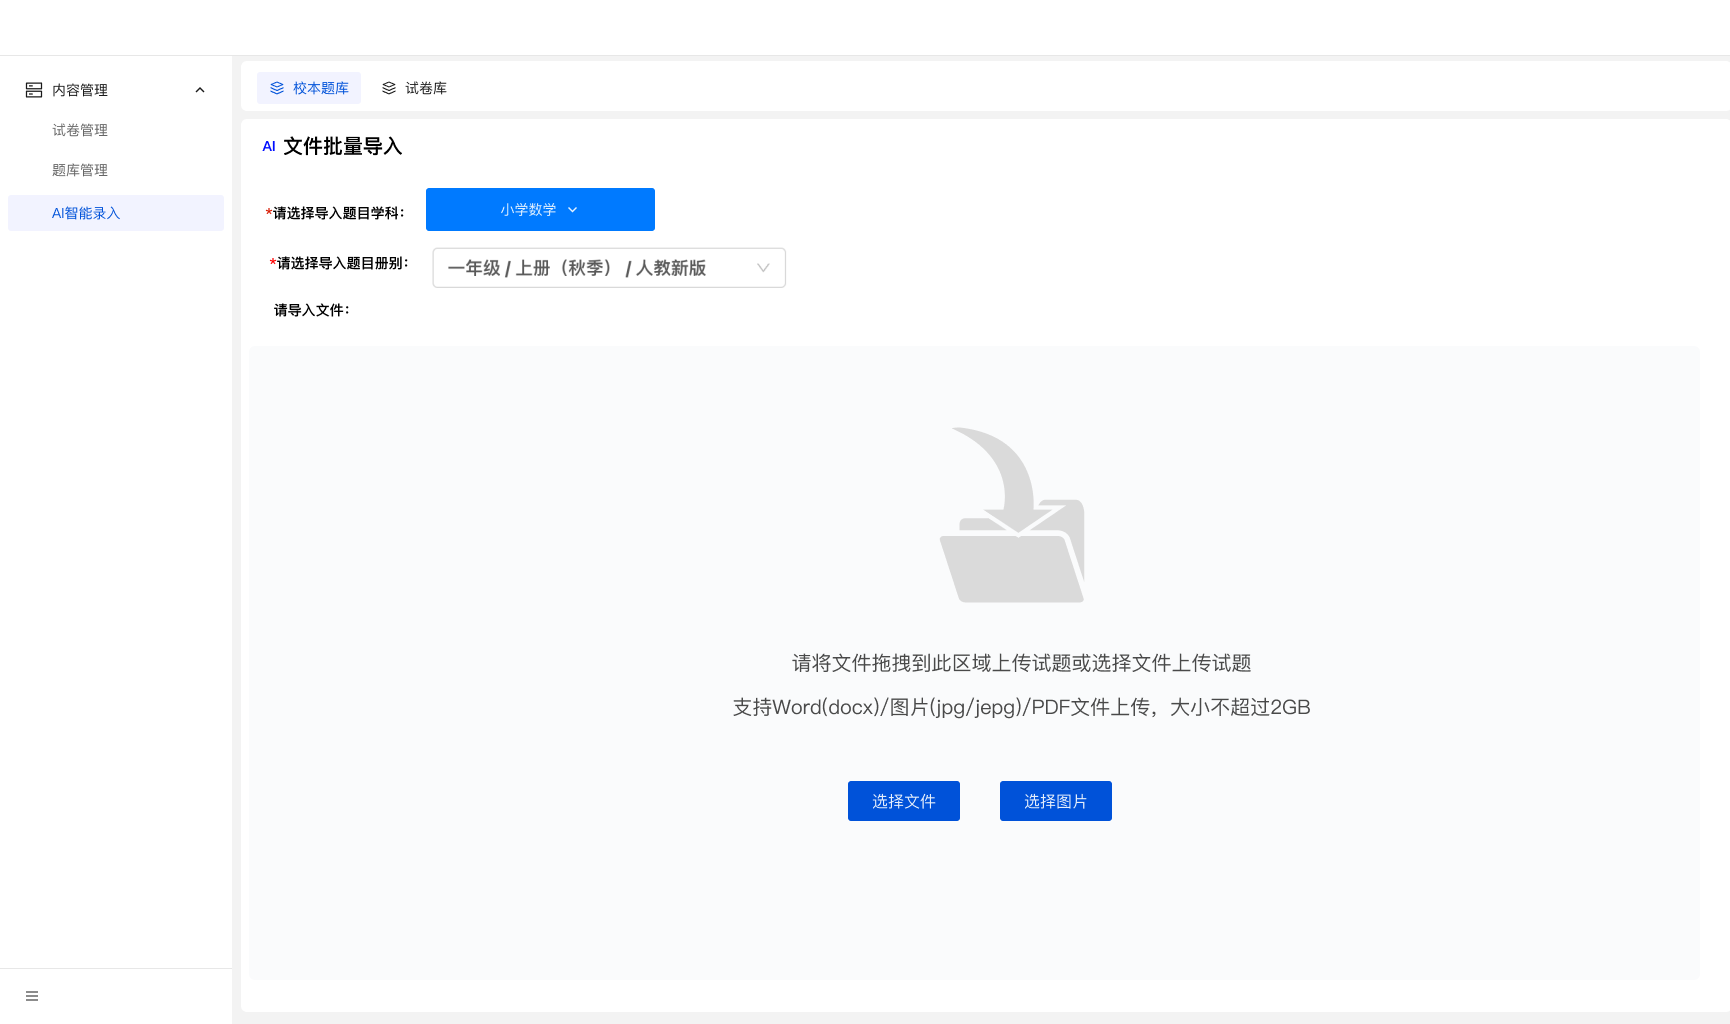 内容管理
试卷管理
题库管理
AI智能录入
校本题库 试卷库
AI 文件批量导入
*请选择导入题目学科： 小学数学
*请选择导入题目册别： 一年级 / 上册（秋季） / 人教新版
请导入文件：
请将文件拖拽到此区域上传试题或选择文件上传试题
支持Word(docx)/图片(jpg/jepg)/PDF文件上传，大小不超过2GB
选择文件 选择图片